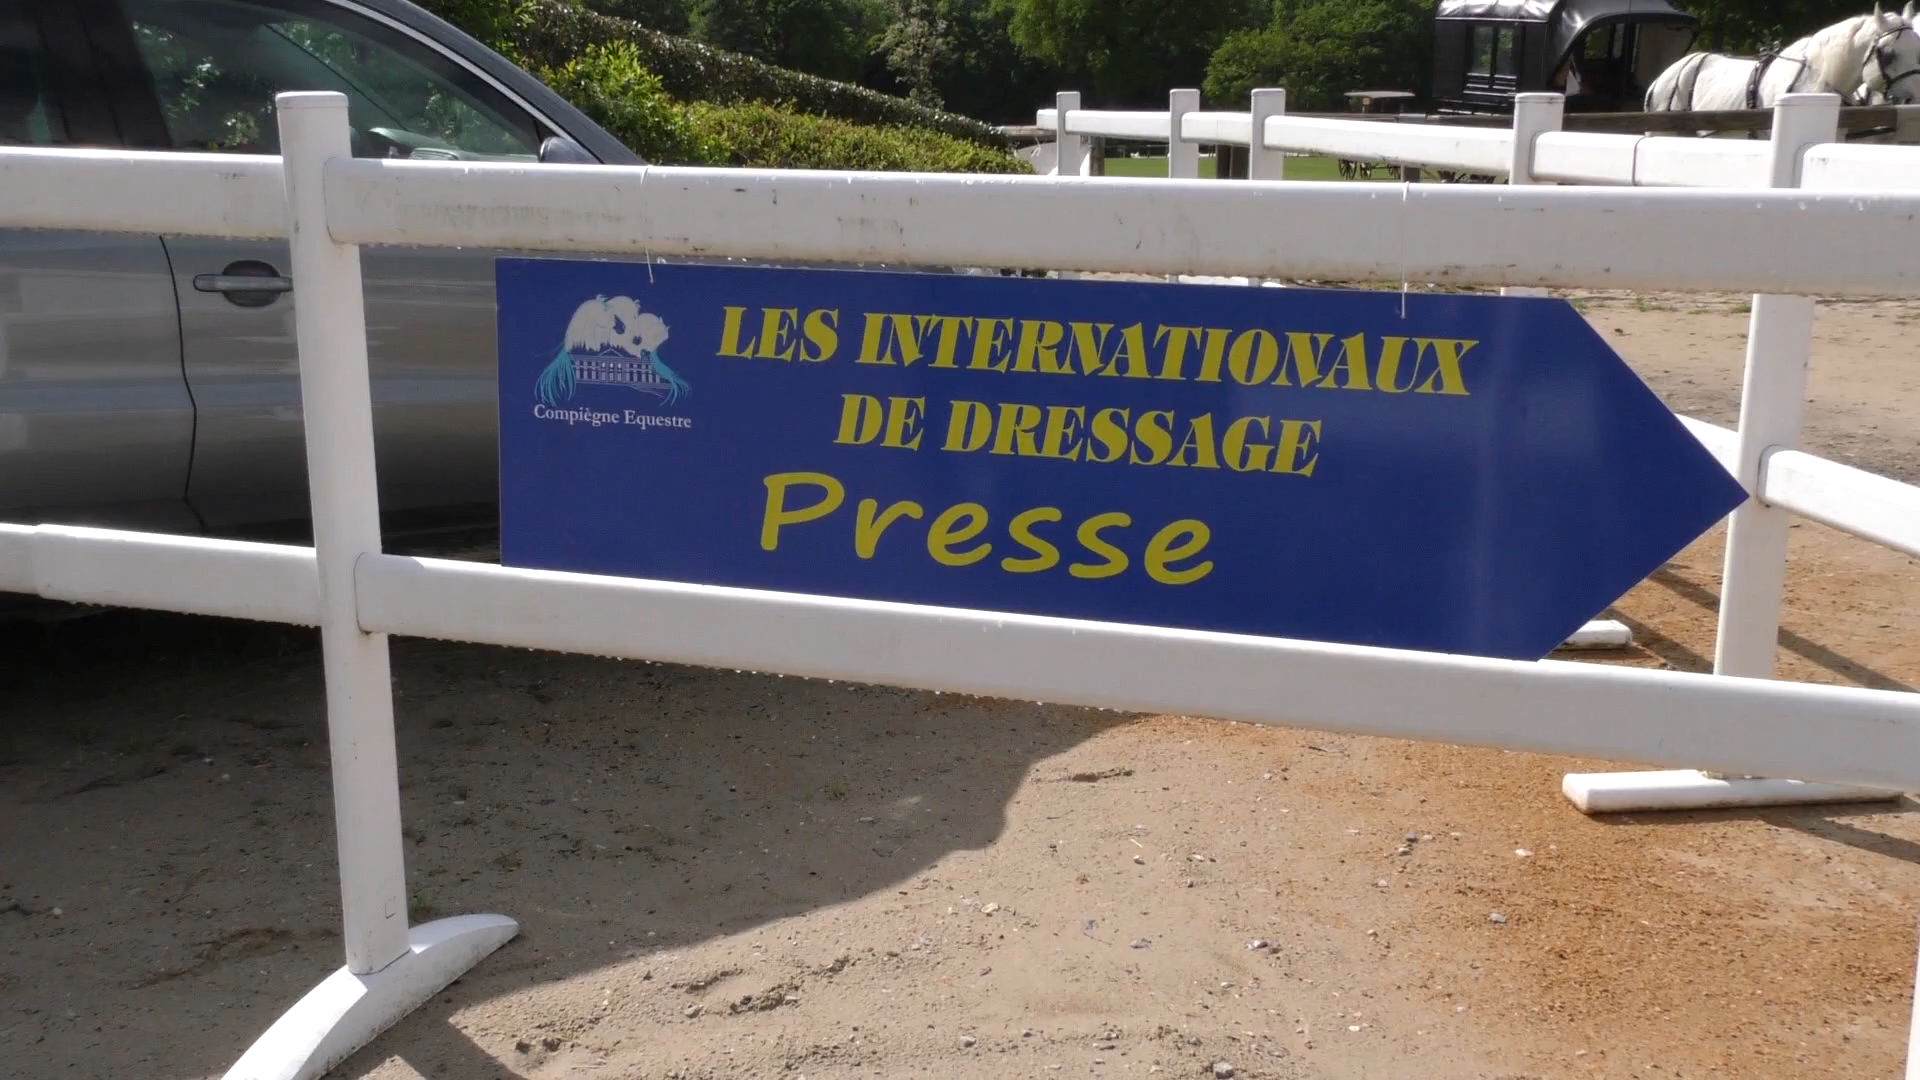 LES INTERNATIONAUX
DE DRESSAGE
Presse
Compiègne Equestre